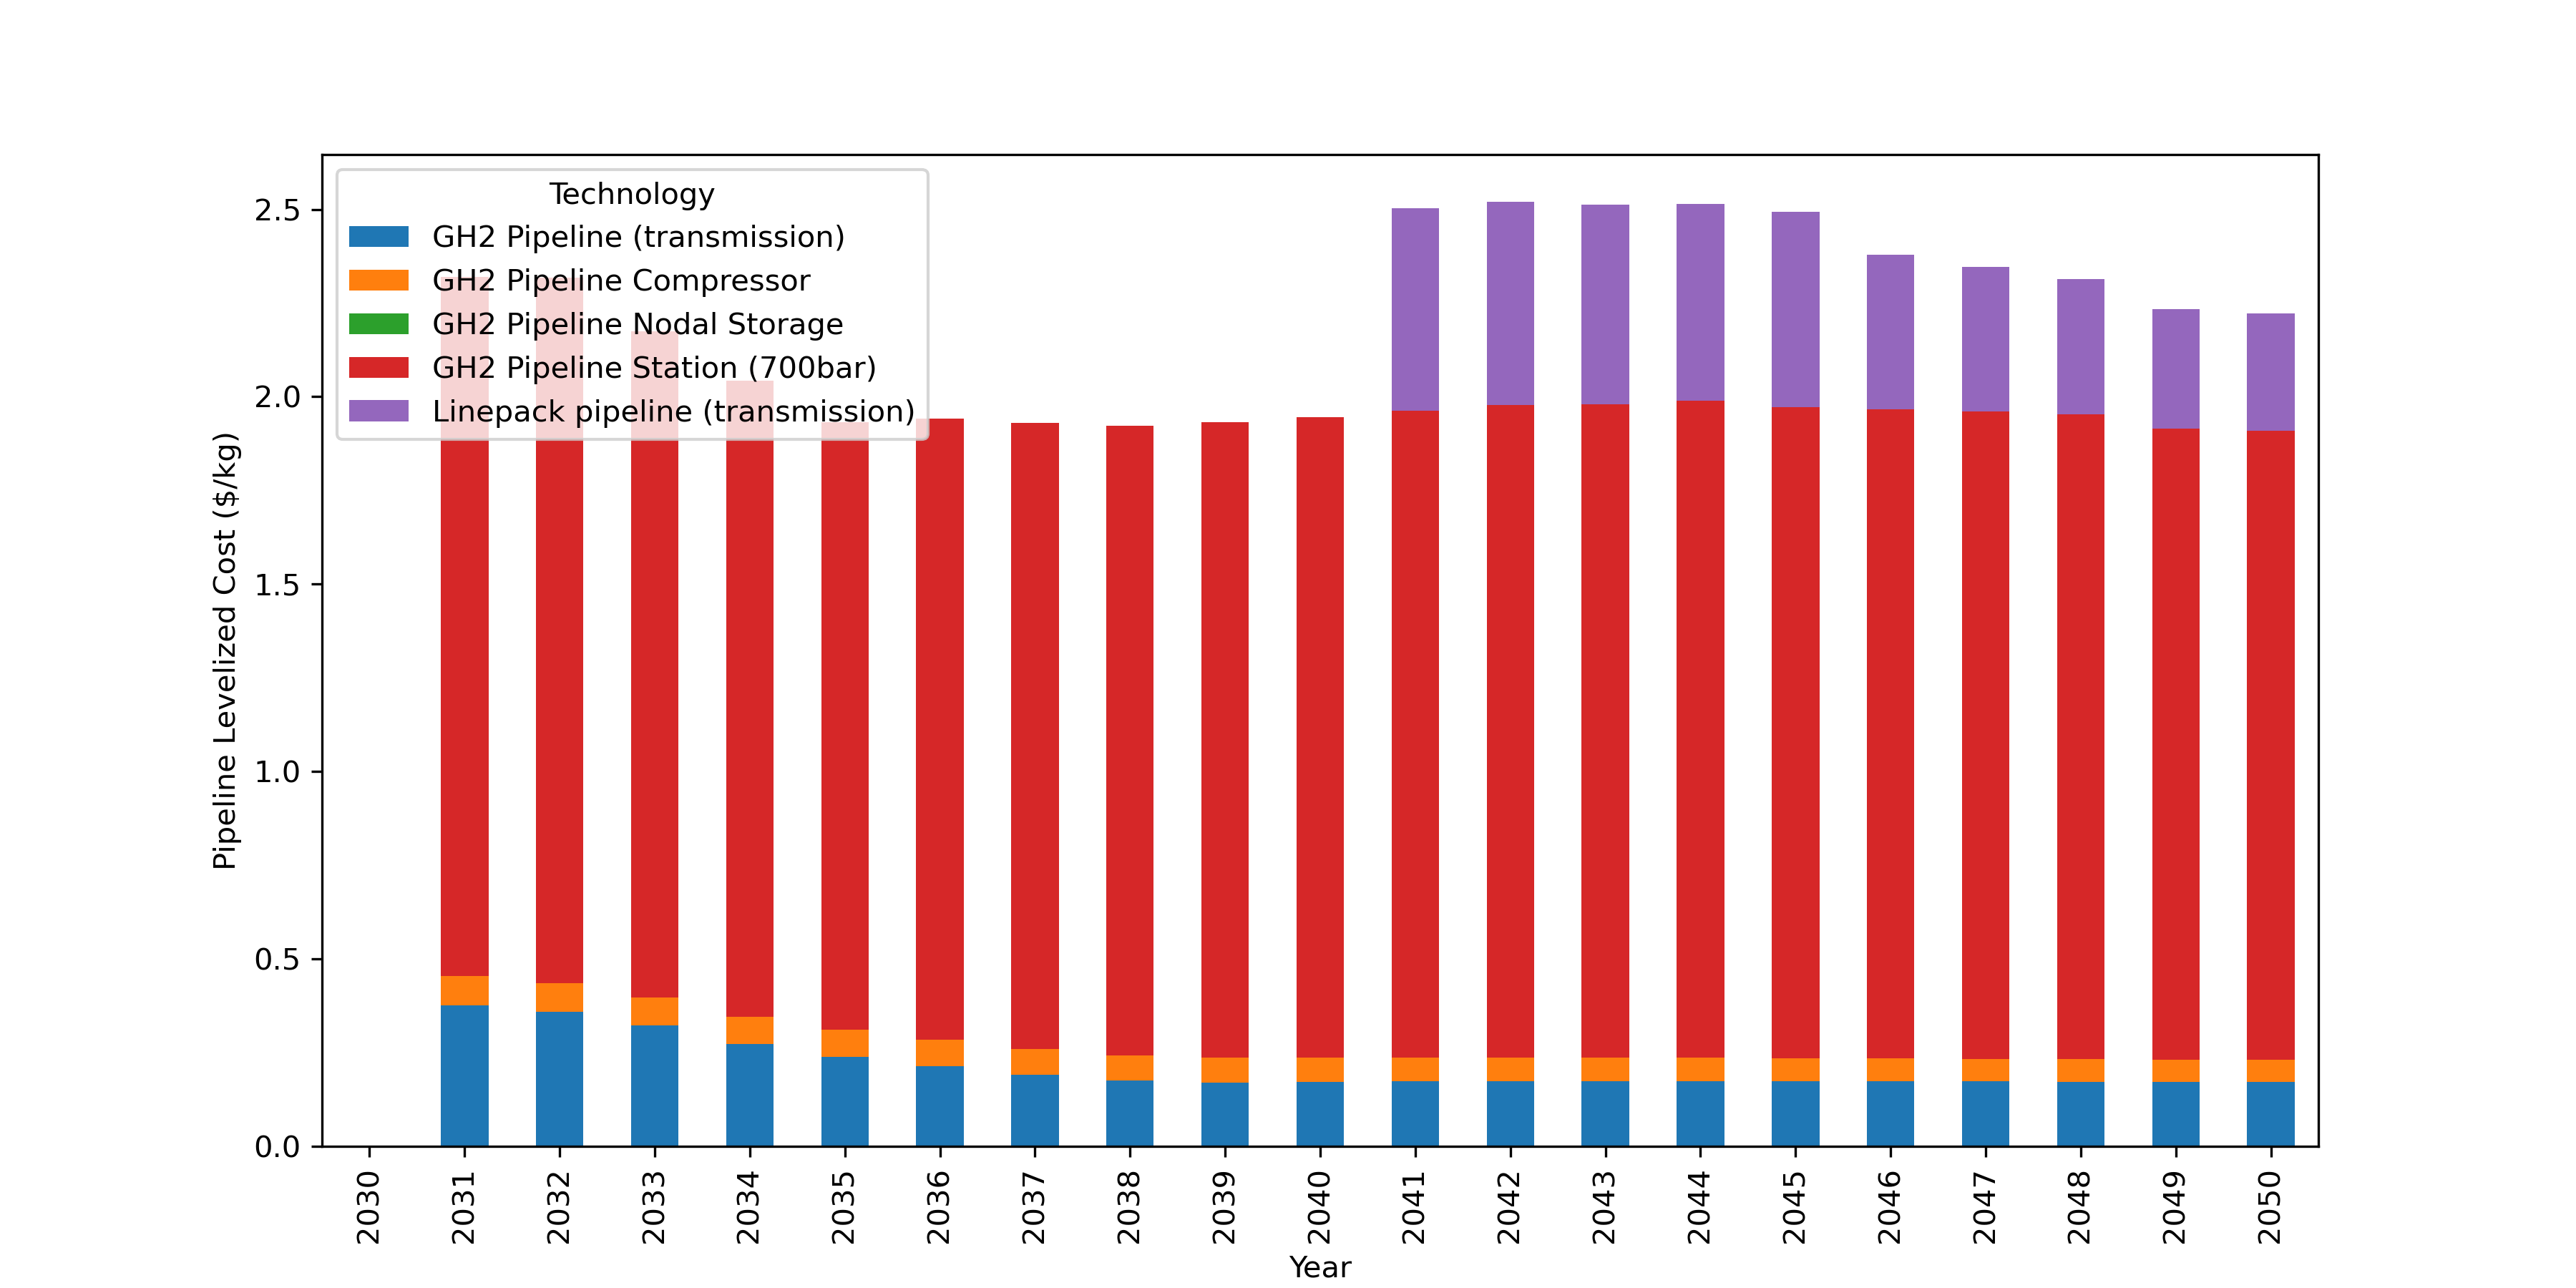 Technology
GH2 Pipeline (transmission)
GH2 Pipeline Compressor
GH2 Pipeline Nodal Storage
GH2 Pipeline Station (700bar)
Linepack pipeline (transmission)
Pipeline Levelized Cost ($/kg)
2.5
2.0
1.5
1.0
0.5
0.0
2030 2031 2032 2033 2034 2035 2036 2037 2038 2039 2040 2041 2042 2043 2044 2045 2046 2047 2048 2049 2050
Year